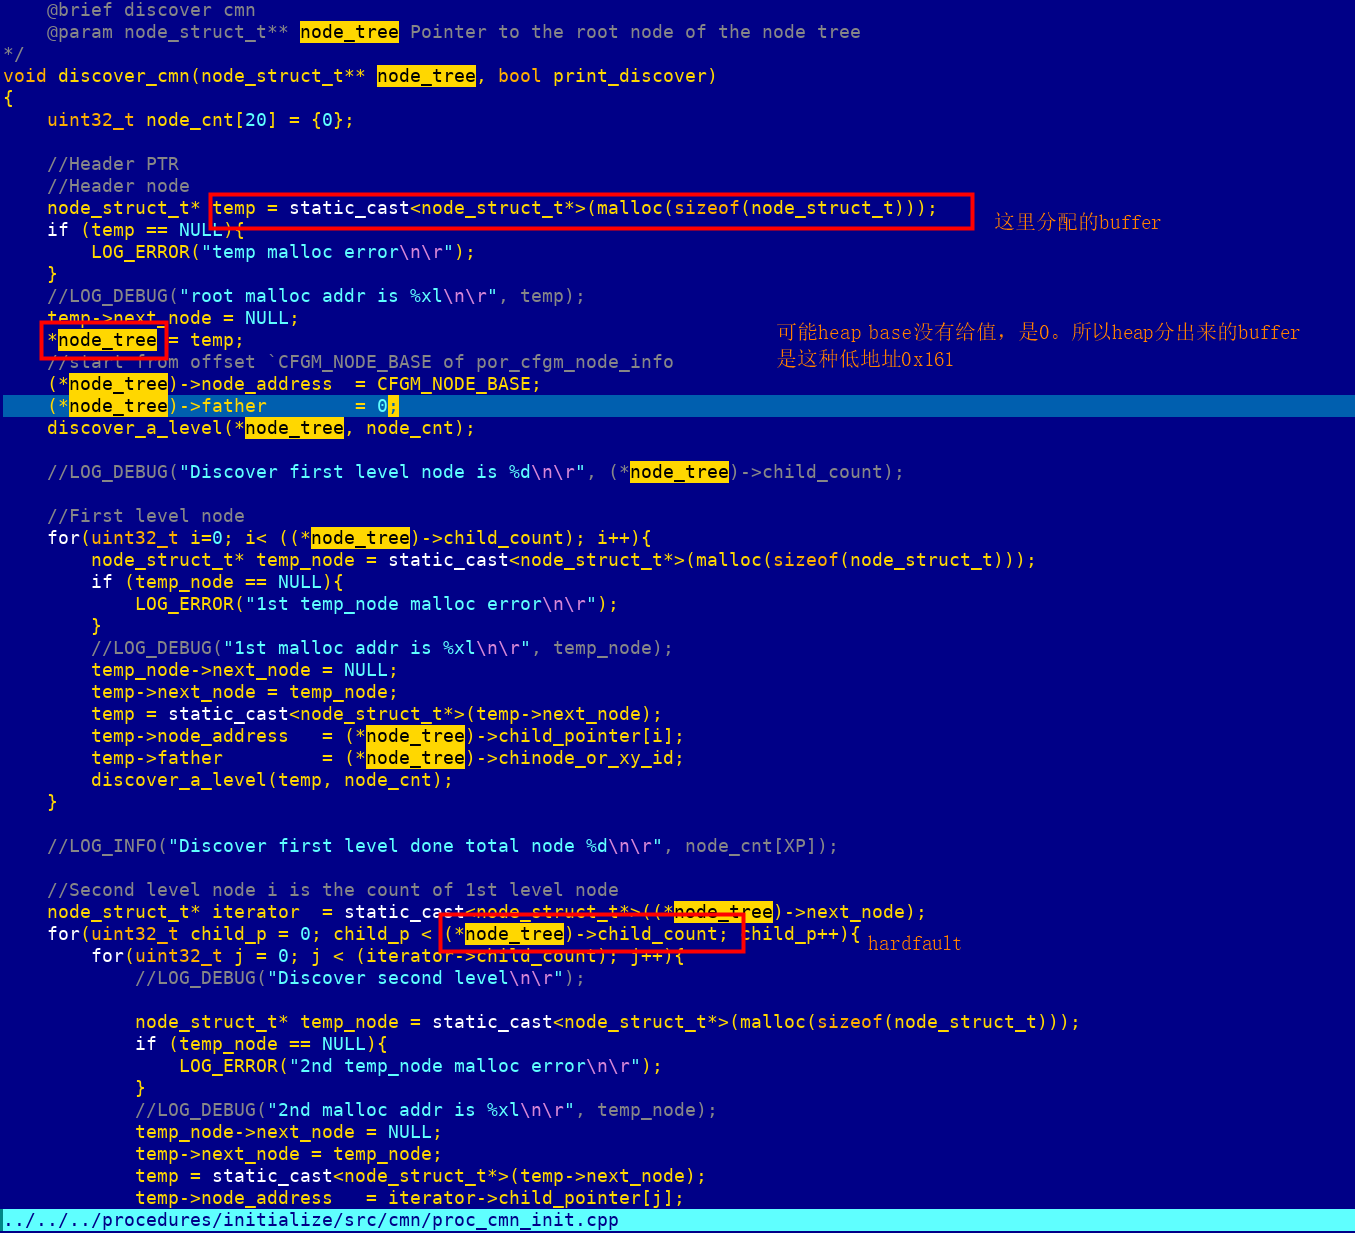 @brief discover cmn
    @param node_struct_t** node_tree Pointer to the root node of the node tree
*/
void discover_cmn(node_struct_t** node_tree, bool print_discover)
{
    uint32_t node_cnt[20] = {0};

    //Header PTR
    //Header node
    node_struct_t* temp = static_cast<node_struct_t*>(malloc(sizeof(node_struct_t)));
这里分配的buffer
    if (temp == NULL){
        LOG_ERROR("temp malloc error\n\r");
    }
    //LOG_DEBUG("root malloc addr is %xl\n\r", temp);
    temp->next_node = NULL;
    *node_tree = temp;
可能heap base没有给值，是0。所以heap分出来的buffer
是这种低地址0x161
    //start from offset `CFGM_NODE_BASE of por_cfgm_node_info
    (*node_tree)->node_address  = CFGM_NODE_BASE;
    (*node_tree)->father        = 0;
    discover_a_level(*node_tree, node_cnt);

    //LOG_DEBUG("Discover first level node is %d\n\r", (*node_tree)->child_count);

    //First level node
    for(uint32_t i=0; i< ((*node_tree)->child_count); i++){
        node_struct_t* temp_node = static_cast<node_struct_t*>(malloc(sizeof(node_struct_t)));
        if (temp_node == NULL){
            LOG_ERROR("1st temp_node malloc error\n\r");
        }
        //LOG_DEBUG("1st malloc addr is %xl\n\r", temp_node);
        temp_node->next_node = NULL;
        temp->next_node = temp_node;
        temp = static_cast<node_struct_t*>(temp->next_node);
        temp->node_address   = (*node_tree)->child_pointer[i];
        temp->father         = (*node_tree)->chinode_or_xy_id;
        discover_a_level(temp, node_cnt);
    }

    //LOG_INFO("Discover first level done total node %d\n\r", node_cnt[XP]);

    //Second level node i is the count of 1st level node
    node_struct_t* iterator  = static_cast<node_struct_t*>((*node_tree)->next_node);
    for(uint32_t child_p = 0; child_p < (*node_tree)->child_count; child_p++){
hardfault
        for(uint32_t j = 0; j < (iterator->child_count); j++){
            //LOG_DEBUG("Discover second level\n\r");

            node_struct_t* temp_node = static_cast<node_struct_t*>(malloc(sizeof(node_struct_t)));
            if (temp_node == NULL){
                LOG_ERROR("2nd temp_node malloc error\n\r");
            }
            //LOG_DEBUG("2nd malloc addr is %xl\n\r", temp_node);
            temp_node->next_node = NULL;
            temp->next_node = temp_node;
            temp = static_cast<node_struct_t*>(temp->next_node);
            temp->node_address   = iterator->child_pointer[j];
../../../procedures/initialize/src/cmn/proc_cmn_init.cpp